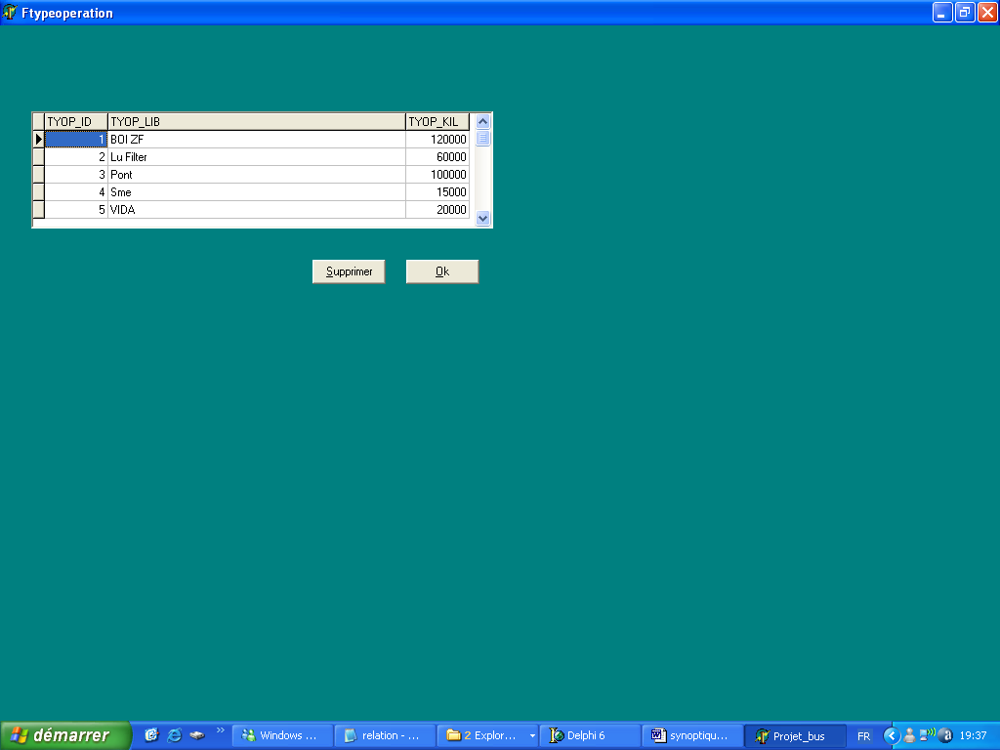 Ftypeoperation
TYOP_ID TYOP_LIB TYOP_KIL
1 BOI ZF 120000
2 Lu Filter 60000
3 Pont 100000
4 Sme 15000
5 VIDA 20000
Supprimer Ok
démarrer Windows ... relation - ... 2 Explor... Delphi 6 synoptiqu... Projet_bus FR 19:37